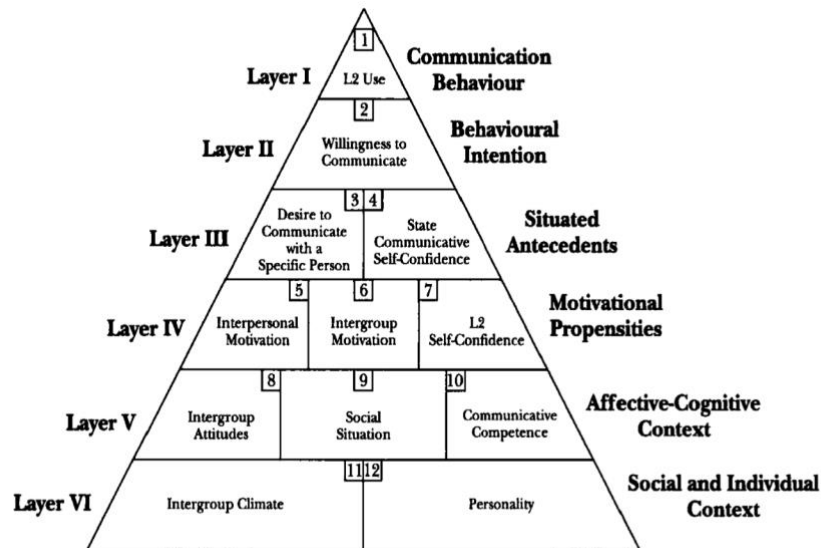 1
Layer I
L2 Use
Communication
Behaviour
2
Layer II
Willingness to
Communicate
Behavioural
Intention
3 4
Layer III
Desire to
Communicate
with a
Specific Person
State
Communicative
Self-Confidence
Situated
Antecedents
5 6 7
Layer IV
Interpersonal
Motivation
Intergroup
Motivation
L2
Self-Confidence
Motivational
Propensities
8 9 10
Layer V
Intergroup
Attitudes
Social
Situation
Communicative
Competence
Affective-Cognitive
Context
11 12
Layer VI
Intergroup Climate
Personality
Social and Individual
Context